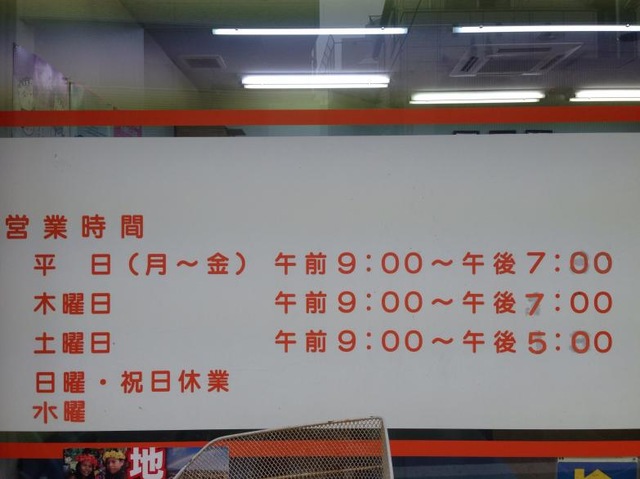 営業時間
平 日(月〜金) 午前9:00〜午後7:00
木曜日 午前9:00〜午後7:00
土曜日 午前9:00〜午後5:00
日曜・祝日休業
水曜
地